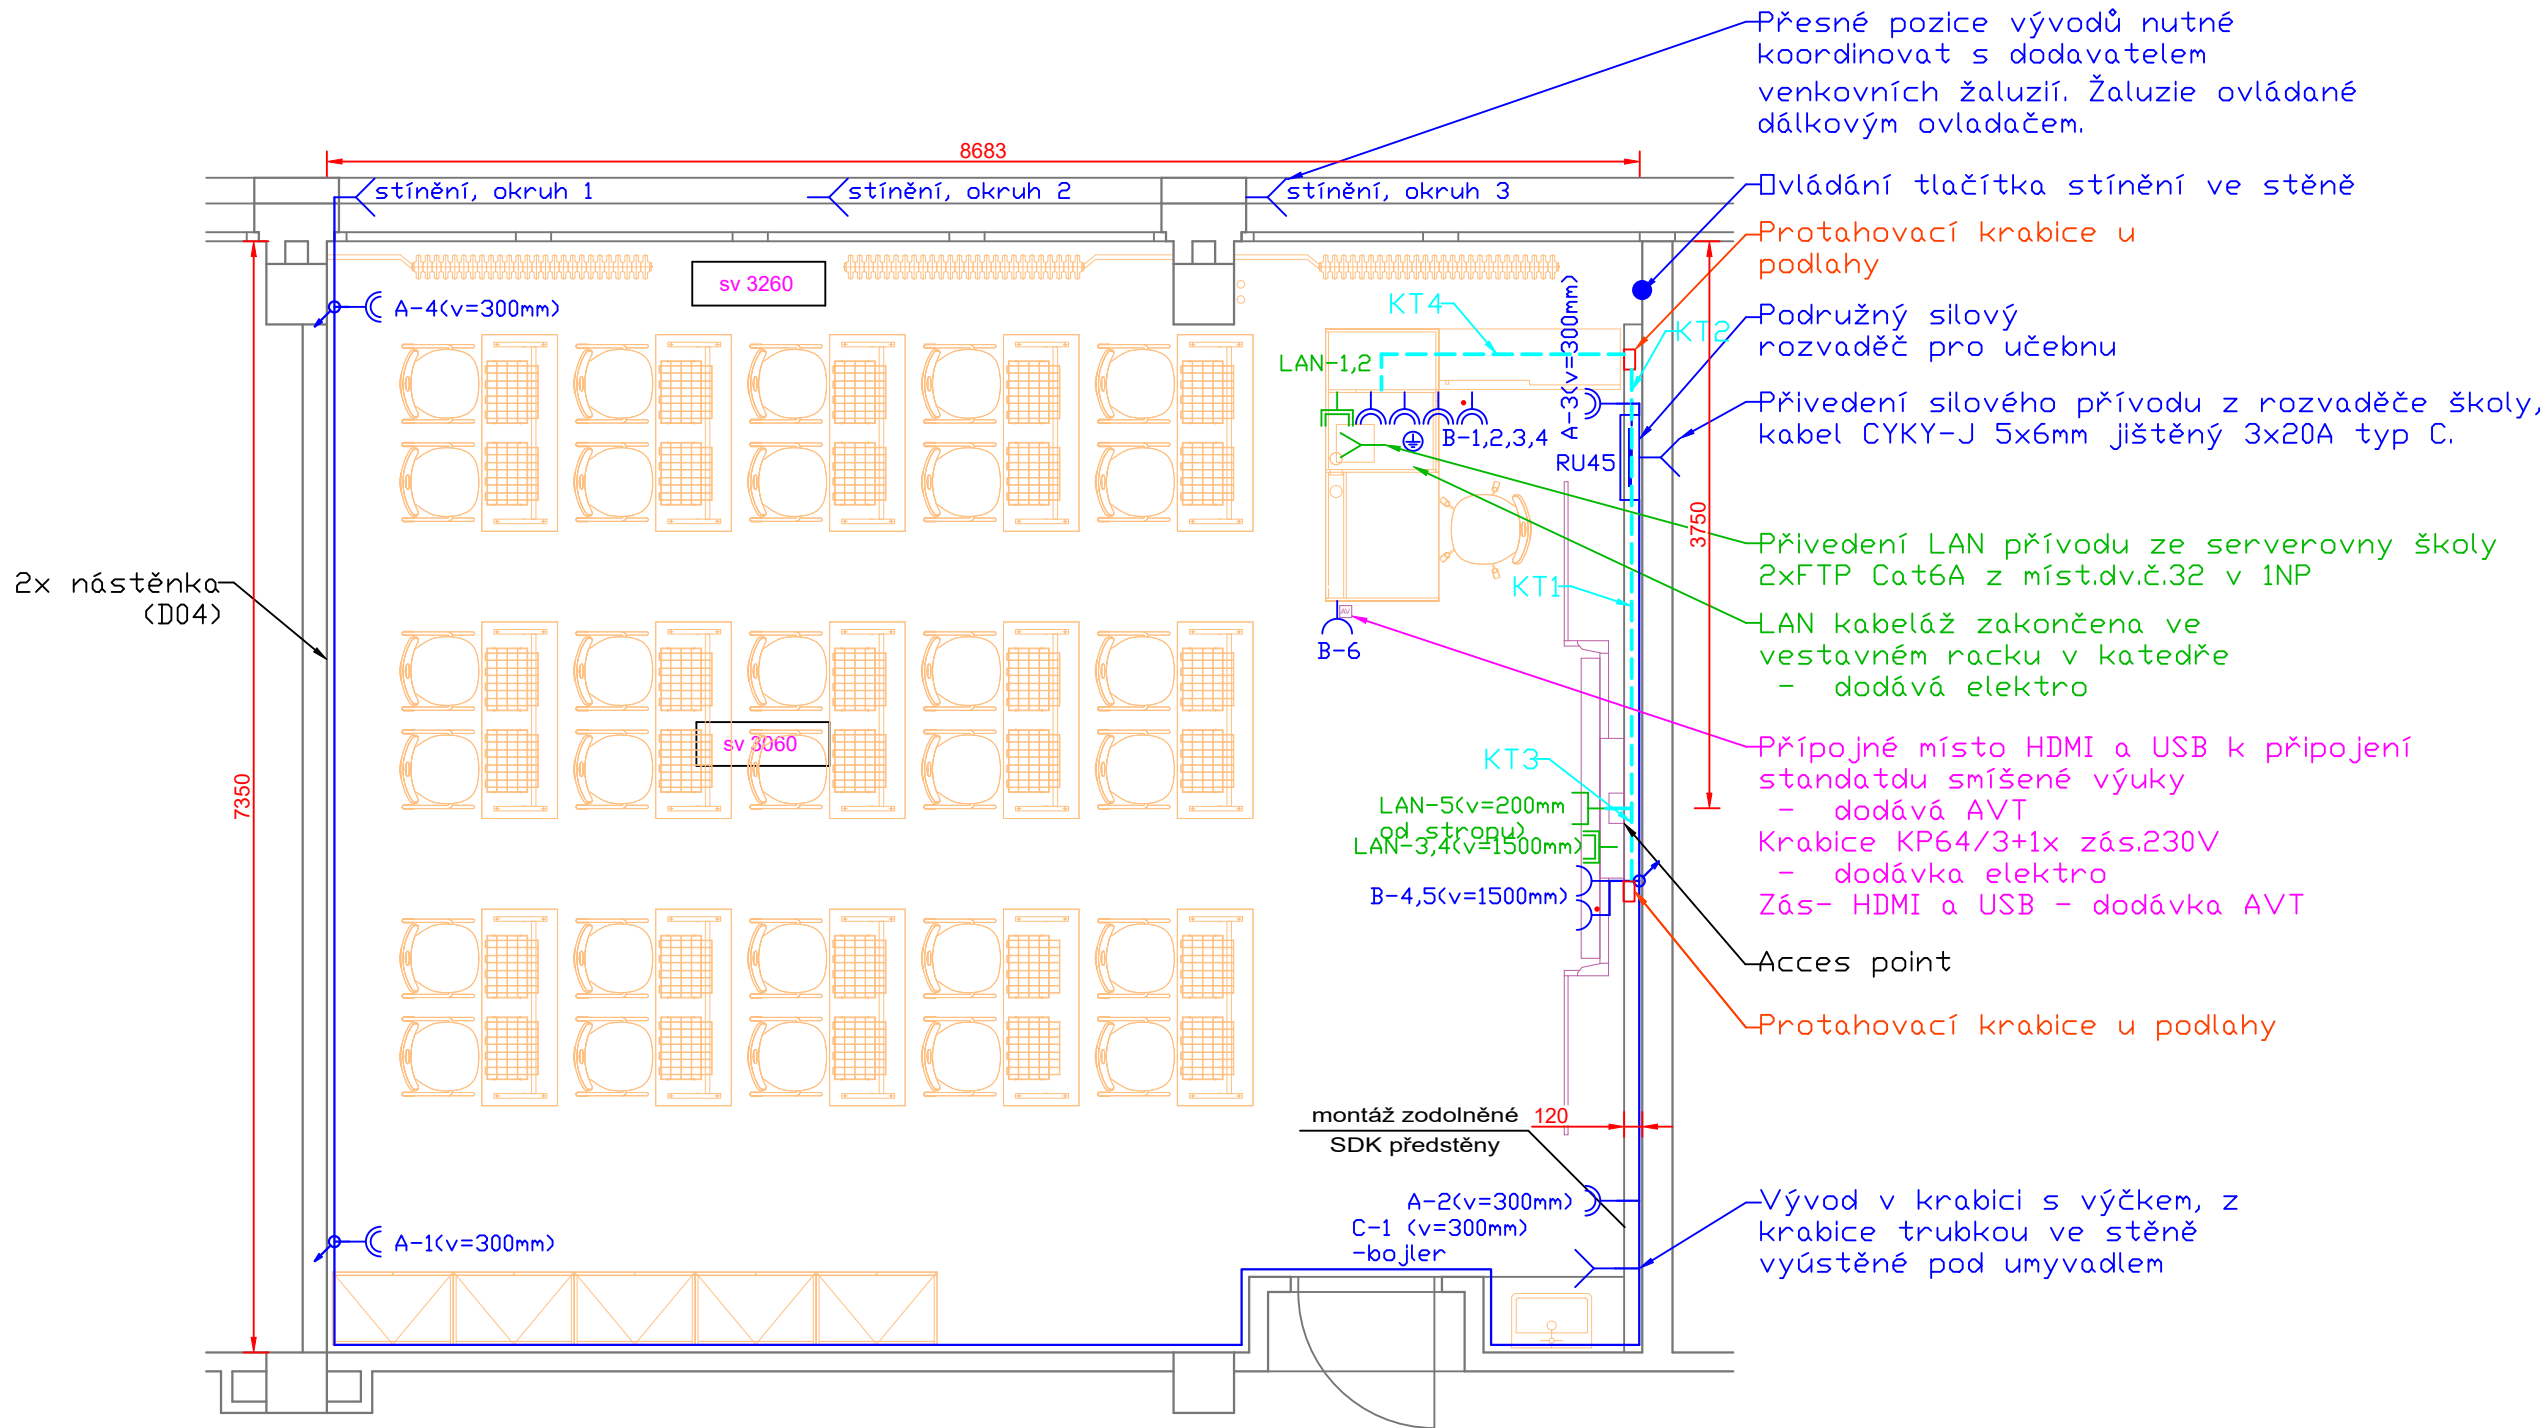 Přesné pozice vývodů nutné
koordinovat s dodavatelem
venkovních žaluzií. Žaluzie ovládané
dálkovým ovladačem.
8683
stínění, okruh 1
stínění, okruh 2
stínění, okruh 3
Ovládání tlačítka stínění ve stěně
Protahovací krabice u
podlahy
sv 3260
A-4(v=300mm)
KT4
A-3(v=300mm)
KT2
Podružný silový
rozvaděč pro učebnu
LAN-1,2
B-1,2,3,4
RU45
Přivedení silového přívodu z rozvaděče školy,
kabel CYKY-J 5x6mm jištěný 3x20A typ C.
3750
Přivedení LAN přívodu ze serverovny školy
2xFTP Cat6A z míst.dv.č.32 v 1NP
2x nástěnka
(D04)
KT1
AV
B-6
LAN kabeláž zakončena ve
vestavném racku v katedře
- dodává elektro
7350
sv 3060
KT3
Přípojné místo HDMI a USB k připojení
standatdu smíšené výuky
- dodává AVT
Krabice KP64/3+1x zás.230V
- dodávka elektro
Zás- HDMI a USB - dodávka AVT
LAN-5(v=200mm
od stropu)
LAN-3,4(v=1500mm)
B-4,5(v=1500mm)
Acces point
Protahovací krabice u podlahy
montáž zodolněné
SDK předstěny
120
A-2(v=300mm)
C-1 (v=300mm)
-bojler
A-1(v=300mm)
Vývod v krabici s výčkem, z
krabice trubkou ve stěně
vyústěné pod umyvadlem